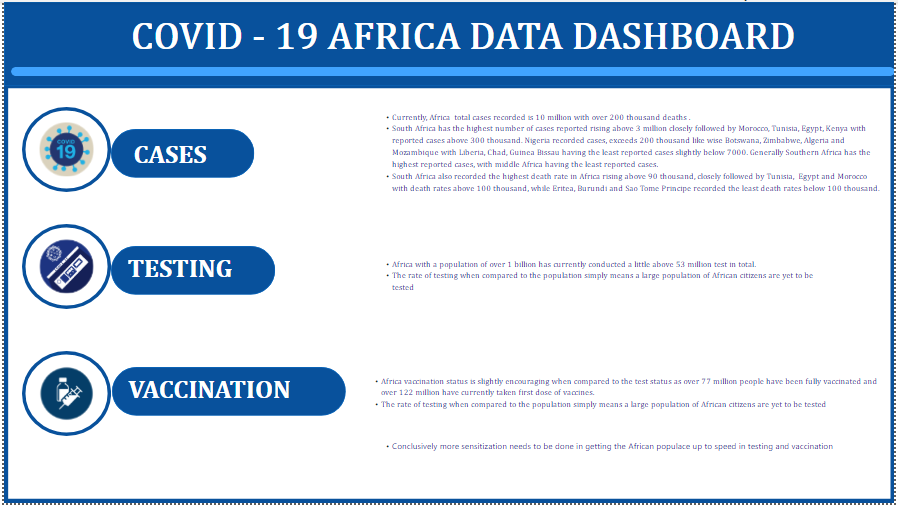 COVID - 19 AFRICA DATA DASHBOARD
COVID
19
CASES
• Currently, Africa total cases recorded is 10 million with over 200 thousand deaths .
• South Africa has the highest number of cases reported rising above 3 million closely followed by Morocco, Tunisia, Egypt, Kenya with
reported cases above 300 thousand. Nigeria recorded cases, exceeds 200 thousand like wise Botswana, Zimbabwe, Algeria and
Mozambique with Liberia, Chad, Guinea Bissau having the least reported cases slightly below 7000. Generally Southern Africa has the
highest reported cases, with middle Africa having the least reported cases.
• South Africa also recorded the highest death rate in Africa rising above 90 thousand, closely followed by Tunisia, Egypt and Morocco
with death rates above 100 thousand, while Eritea, Burundi and Sao Tome Principe recorded the least death rates below 100 thousand.
TESTING
• Africa with a population of over 1 billion has currently conducted a little above 53 million test in total.
• The rate of testing when compared to the population simply means a large population of African citizens are yet to be
tested
VACCINATION
• Africa vaccination status is slightly encouraging when compared to the test status as over 77 million people have been fully vaccinated and
over 122 million have currently taken first dose of vaccines.
• The rate of testing when compared to the population simply means a large population of African citizens are yet to be tested
• Conclusively more sensitization needs to be done in getting the African populace up to speed in testing and vaccination